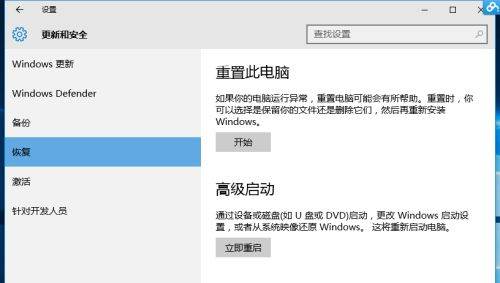 设置
更新和安全
查找设置
Windows 更新
Windows Defender
备份
恢复
激活
针对开发人员
重置此电脑
如果你的电脑运行异常，重置电脑可能会有所帮助。重置时，你
可以选择是保留你的文件还是删除它们，然后再重新安装
Windows。
开始
高级启动
通过设备或磁盘(如 U 盘或 DVD)启动，更改 Windows 启动设
置，或者从系统映像还原 Windows。 这将重新启动电脑。
立即重启